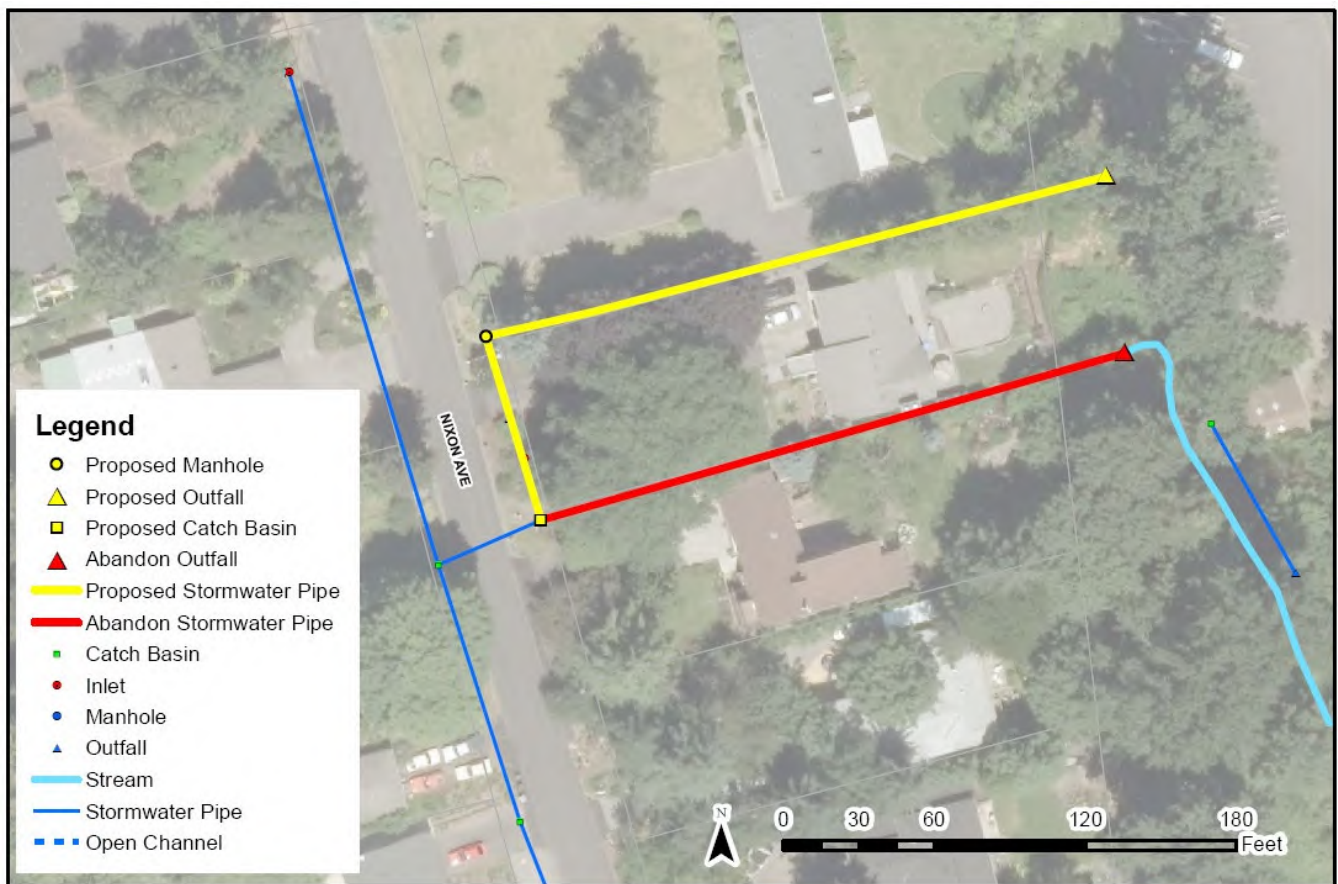 NIXON AVE
Legend
Proposed Manhole
Proposed Outfall
Proposed Catch Basin
Abandon Outfall
Proposed Stormwater Pipe
Abandon Stormwater Pipe
Catch Basin
Inlet
Manhole
Outfall
Stream
Stormwater Pipe
Open Channel
N
0 30 60 120 180
Feet